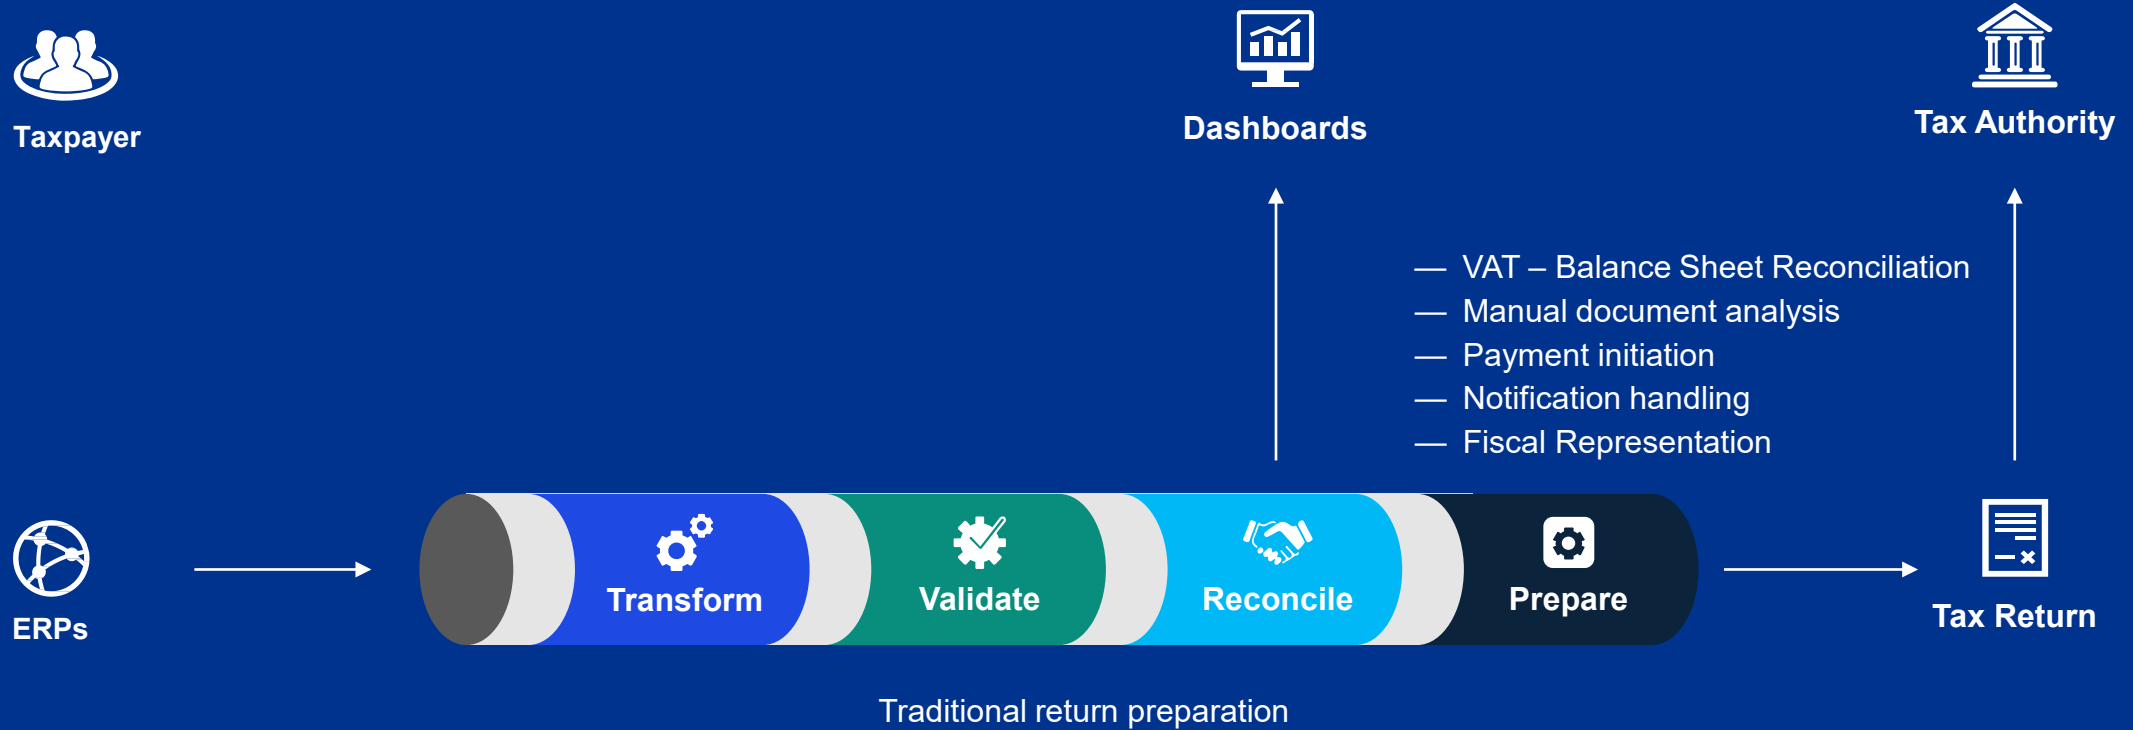 Taxpayer
Dashboards
Tax Authority
— VAT – Balance Sheet Reconciliation
— Manual document analysis
— Payment initiation
— Notification handling
— Fiscal Representation
ERPs
Transform
Validate
Reconcile
Prepare
Tax Return
Traditional return preparation